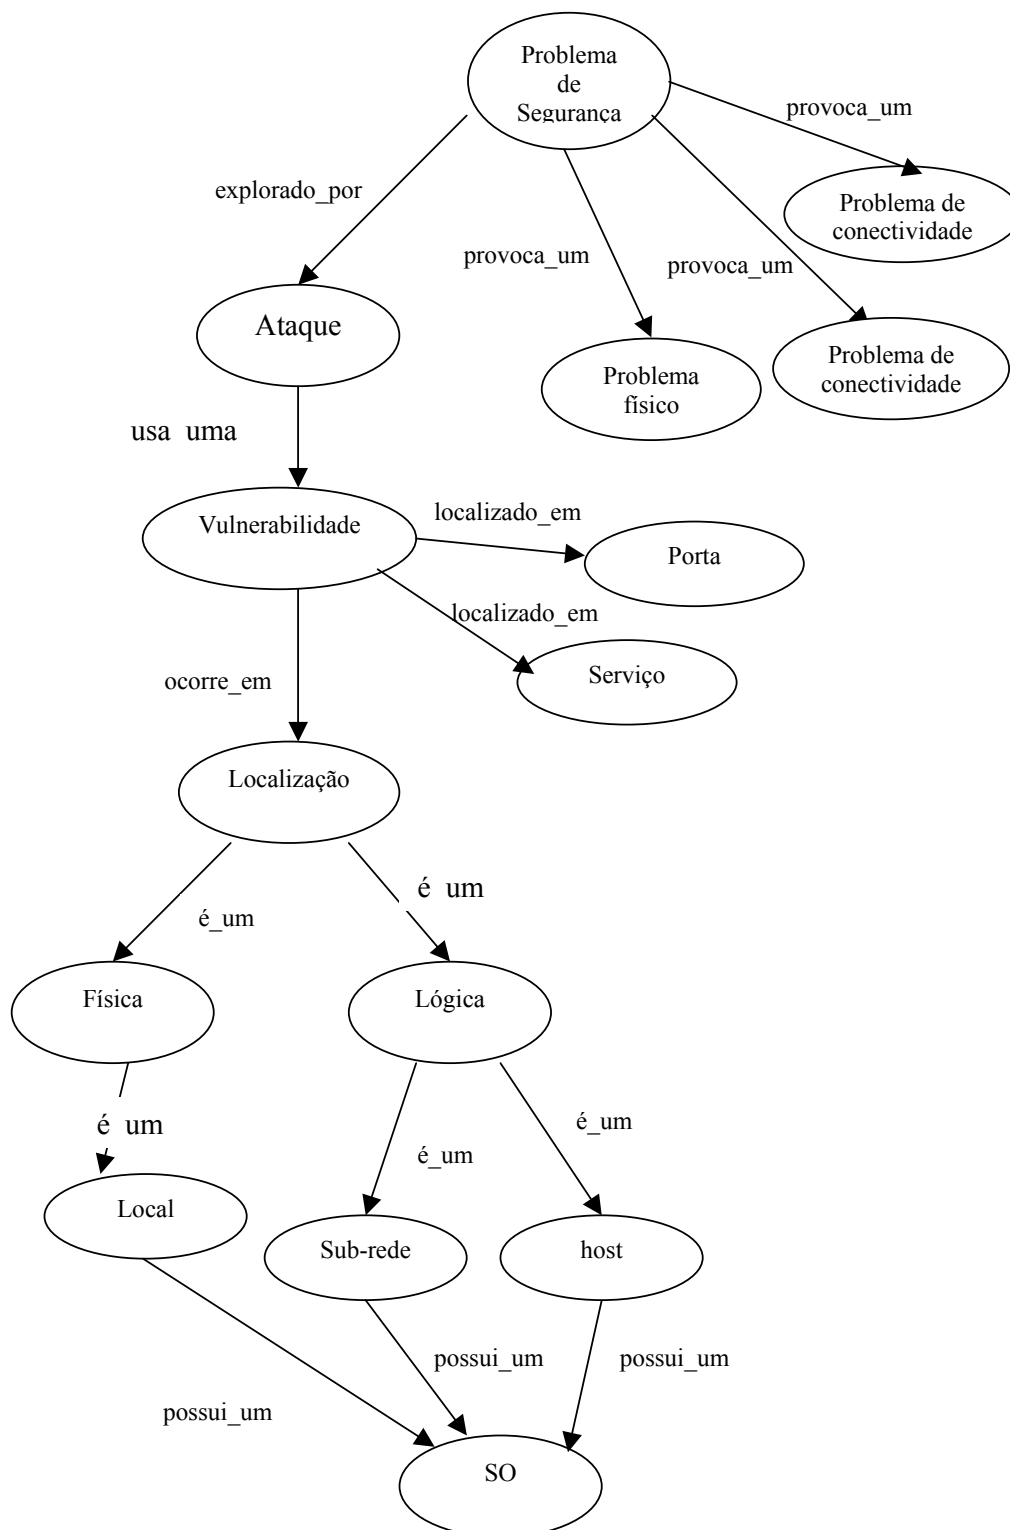 Problema
de
Segurança
provoca_um
explorado_por
Problema de
conectividade
provoca_um
provoca_um
Ataque
Problema de
conectividade
Problema
físico
usa uma
localizado_em
Vulnerabilidade
Porta
localizado_em
Serviço
ocorre_em
Localização
é um
é_um
Física
Lógica
é um
é_um
é_um
Local
Sub-rede
host
possui_um
possui_um
possui_um
SO